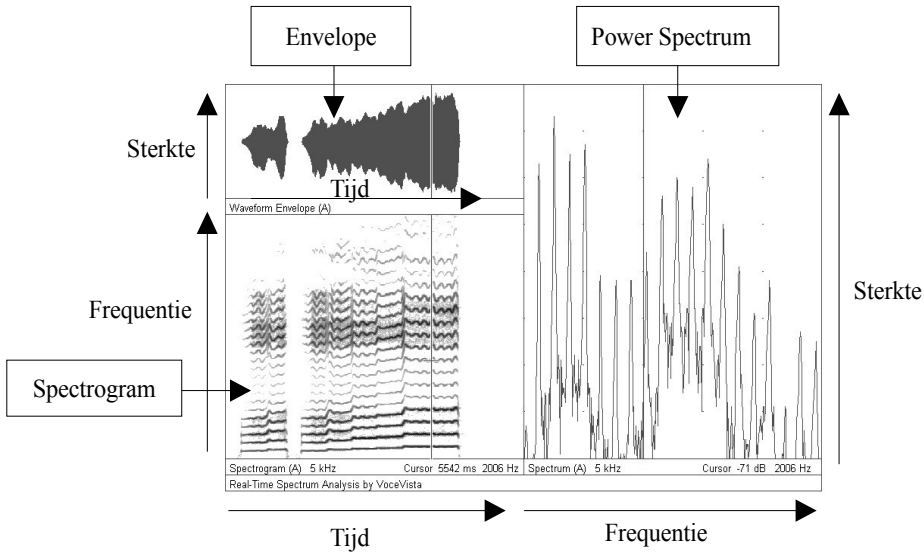 Envelope
Power Spectrum
Sterkte
Tijd
Waveform Envelope (A)
Frequentie
Sterkte
Spectrogram
Spectrogram (A) 5 kHz Cursor 5542 ms 2006 Hz
Spectrum (A) 5 kHz Cursor -71 dB 2006 Hz
Real-Time Spectrum Analysis by VoceVista
Tijd
Frequentie